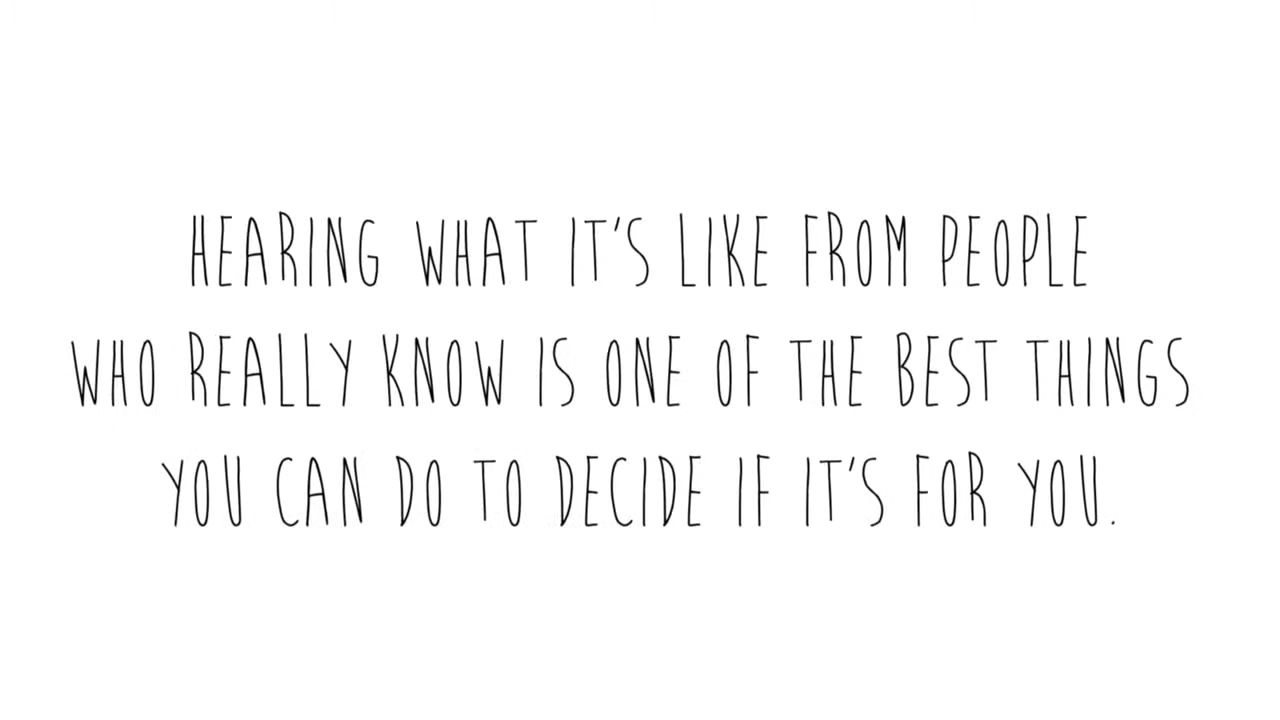 HEARING WHAT IT'S LIKE FROM PEOPLE
WHO REALLY KNOW IS ONE OF THE BEST THINGS
YOU CAN DO TO DECIDE IF IT'S FOR YOU.